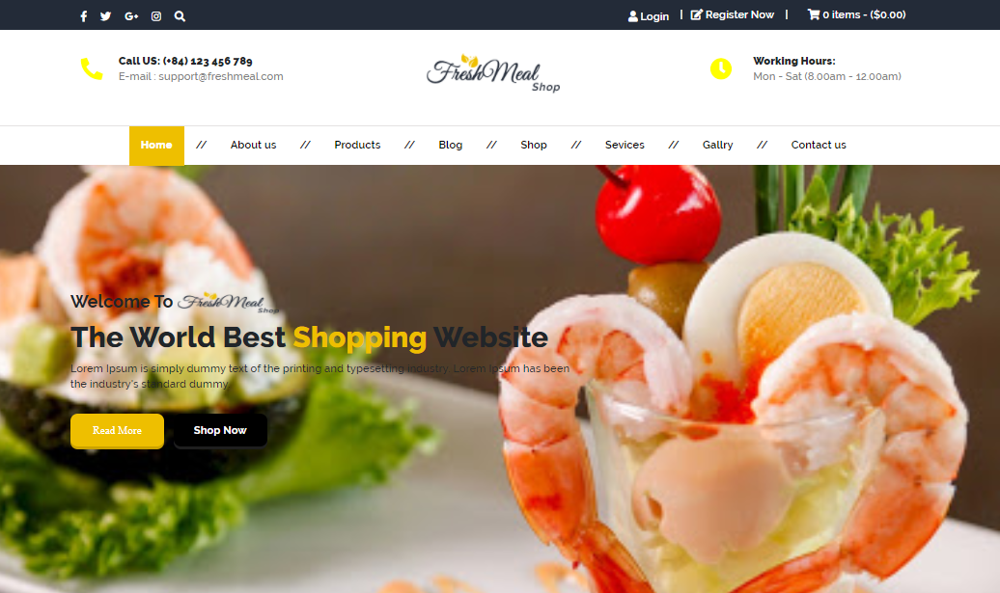 Login | Register Now | 0 items - ($0.00)
Call US: (+84) 123 456 789
E-mail : support@freshmeal.com
FreshMeal
Shop
Working Hours:
Mon - Sat (8.00am - 12.00am)
Home // About us // Products // Blog // Shop // Sevices // Gallry // Contact us
Welcome To FreshMeal Shop
The World Best Shopping Website
Lorem Ipsum is simply dummy text of the printing and typesetting industry. Lorem Ipsum has been
the industry's standard dummy.
Read More
Shop Now